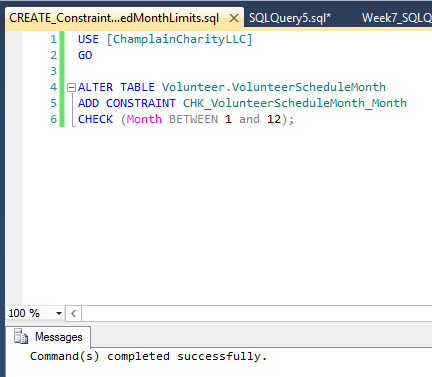 CREATE_Constraint...edMonthLimits.sql SQLQuery5.sql* Week7_SQLQ
1 USE [ChamplainCharityLLC]
2 GO
3
4 ALTER TABLE Volunteer.VolunteerScheduleMonth
5 ADD CONSTRAINT CHK_VolunteerScheduleMonth_Month
6 CHECK (Month BETWEEN 1 and 12);
100 %
Messages
Command(s) completed successfully.